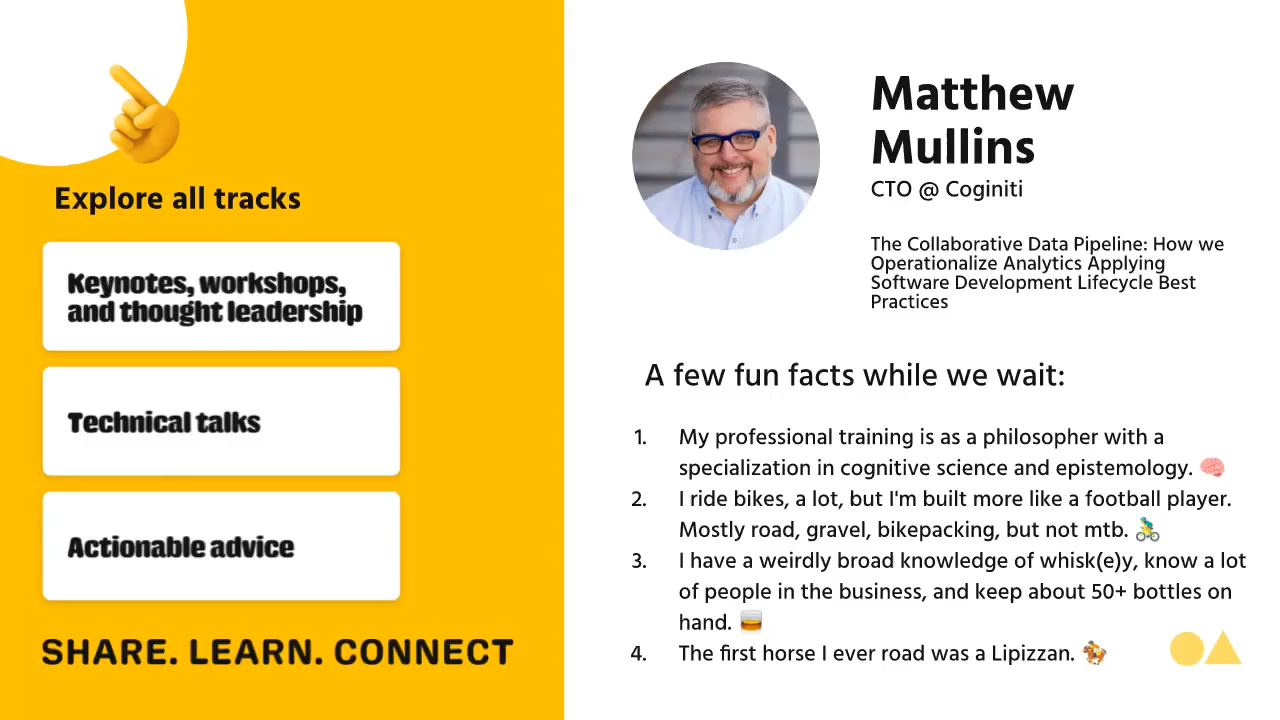 Explore all tracks
Keynotes, workshops,
and thought leadership
Technical talks
Actionable advice
SHARE. LEARN. CONNECT
Matthew
Mullins
CTO @ Coginiti
The Collaborative Data Pipeline: How we
Operationalize Analytics Applying
Software Development Lifecycle Best
Practices
A few fun facts while we wait:
1. My professional training is as a philosopher with a
specialization in cognitive science and epistemology. 🧠
2. I ride bikes, a lot, but I'm built more like a football player.
Mostly road, gravel, bikepacking, but not mtb. 🚴
3. I have a weirdly broad knowledge of whisk(e)y, know a lot
of people in the business, and keep about 50+ bottles on
hand. 🥃
4. The first horse I ever road was a Lipizzan. 🏇